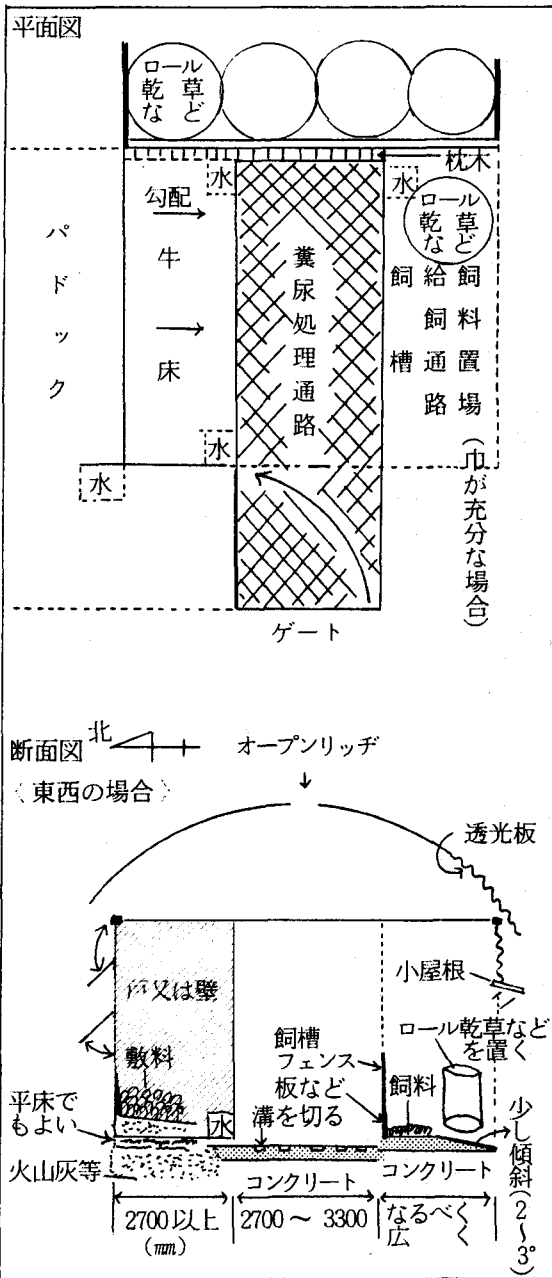 平面図
ロール
乾草
など
枕木
水
水
勾配
牛床
パドック
糞尿処理通路
ロール
乾草
など
飼槽
給飼通路
飼料置場
(巾が充分な場合)
水
水
ゲート
断面図
北
オープンリッヂ
〈東西の場合〉
透光板
小屋根
戸又は壁
飼槽
フェンス
板など
溝を切る
ロール乾草など
を置く
敷料
飼料
平床で
もよい
水
火山灰等
コンクリート
コンクリート
少し傾斜(2~3°)
2700以上
(mm)
2700~3300
なるべく
広く